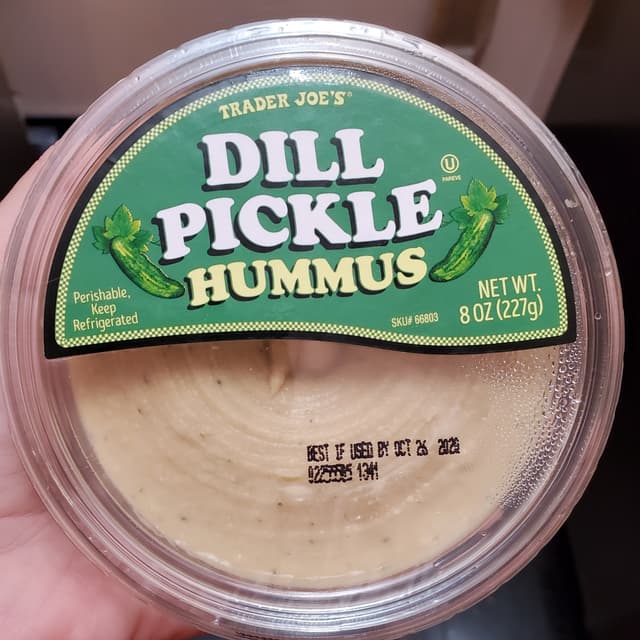 TRADER JOE'S®
DILL
PICKLE
HUMMUS
U
PAREVE
Perishable,
Keep
Refrigerated
SKU# 66803
NET WT.
8 OZ (227g)
BEST IF USED BY OCT 26 2020
1341